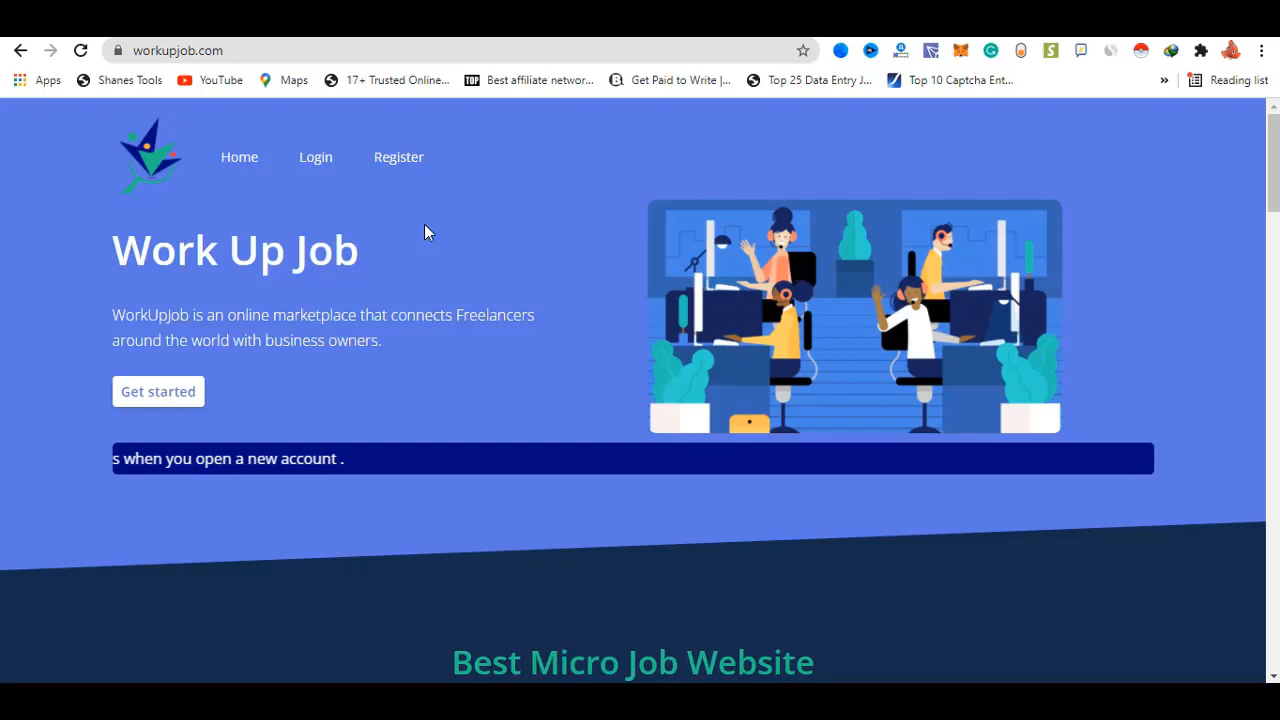 workupjob.com
Apps
Shanes Tools
YouTube
Maps
17+ Trusted Online...
TOP
Best affiliate networ...
Get Paid to Write |...
Top 25 Data Entry J...
Top 10 Captcha Ent...
»
Reading list
Home
Login
Register
Work Up Job
WorkUpJob is an online marketplace that connects Freelancers
around the world with business owners.
Get started
s when you open a new account .
Best Micro Job Website